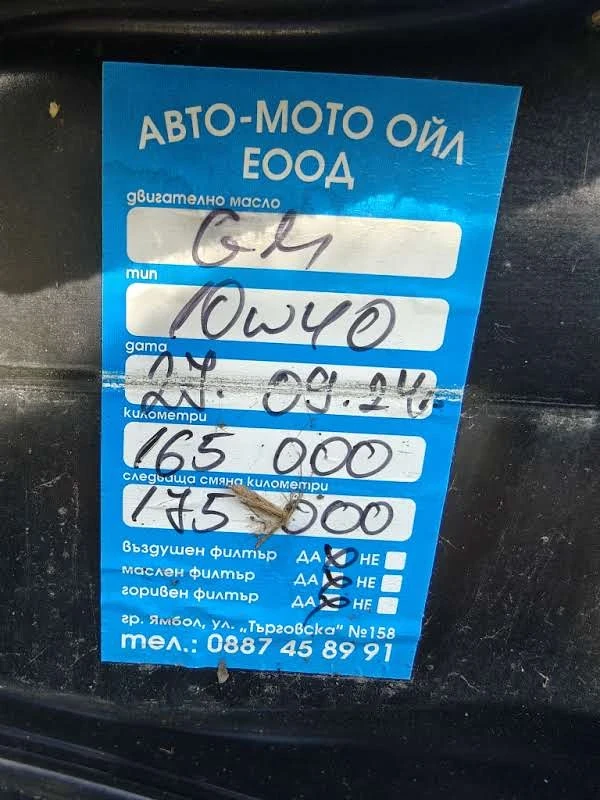 АВТО-МОТО ОЙЛ
ЕООД
двигателно масло
GM
тип
10w40
дата
27. 09. 24г.
километри
165 000
следваща смяна километри
175 000
въздушен филтър ДА НЕ
маслен филтър ДА НЕ
горивен филтър ДА НЕ
гр. Ямбол, ул. „Търговска“ №158
тел.: 0887 45 89 91